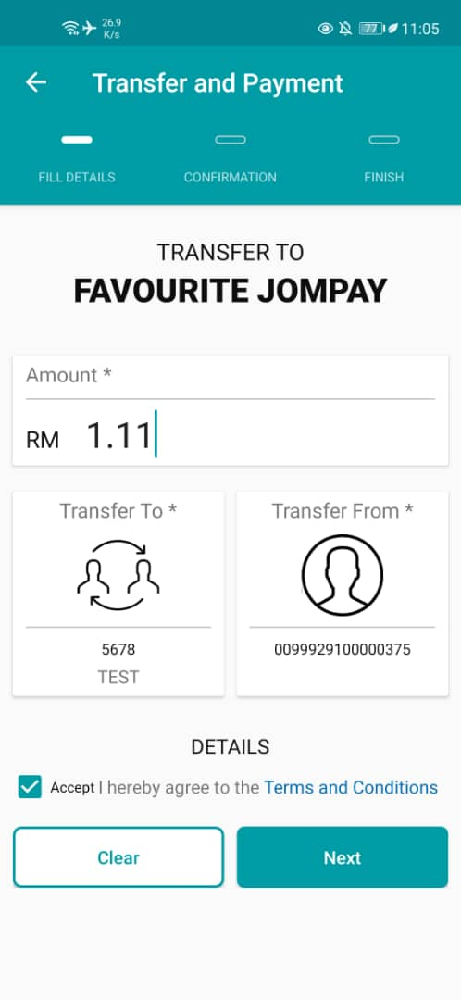 26.9
K/s
77
11:05
Transfer and Payment
FILL DETAILS
CONFIRMATION
FINISH
TRANSFER TO
FAVOURITE JOMPAY
Amount *
RM 1.11
Transfer To *
5678
TEST
Transfer From *
0099929100000375
DETAILS
Accept I hereby agree to the Terms and Conditions
Clear
Next